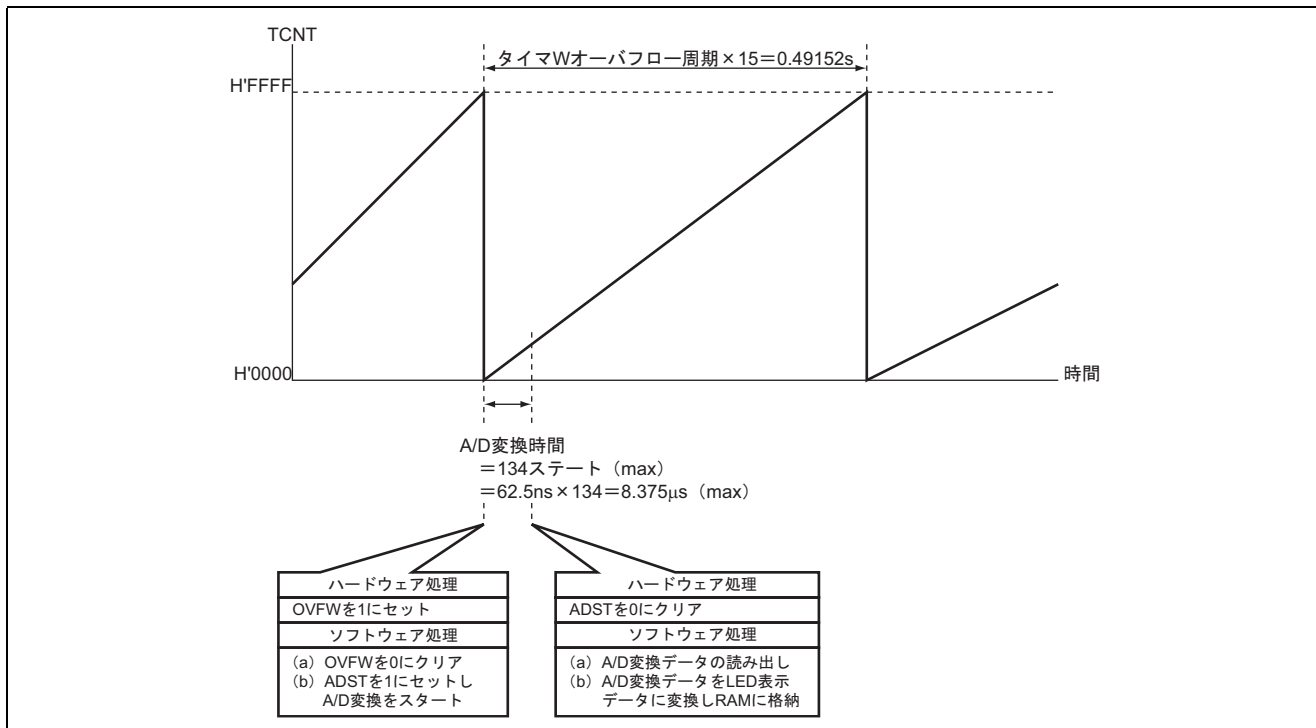 TCNT
タイマWオーバフロー周期×15＝0.49152s
H'FFFF
H'0000
時間
A/D変換時間
＝134ステート（max）
＝62.5ns×134＝8.375μs（max）
ハードウェア処理
OVFWを1にセット
ソフトウェア処理
（a）OVFWを0にクリア
（b）ADSTを1にセットし
A/D変換をスタート
ハードウェア処理
ADSTを0にクリア
ソフトウェア処理
（a）A/D変換データの読み出し
（b）A/D変換データをLED表示
データに変換しRAMに格納